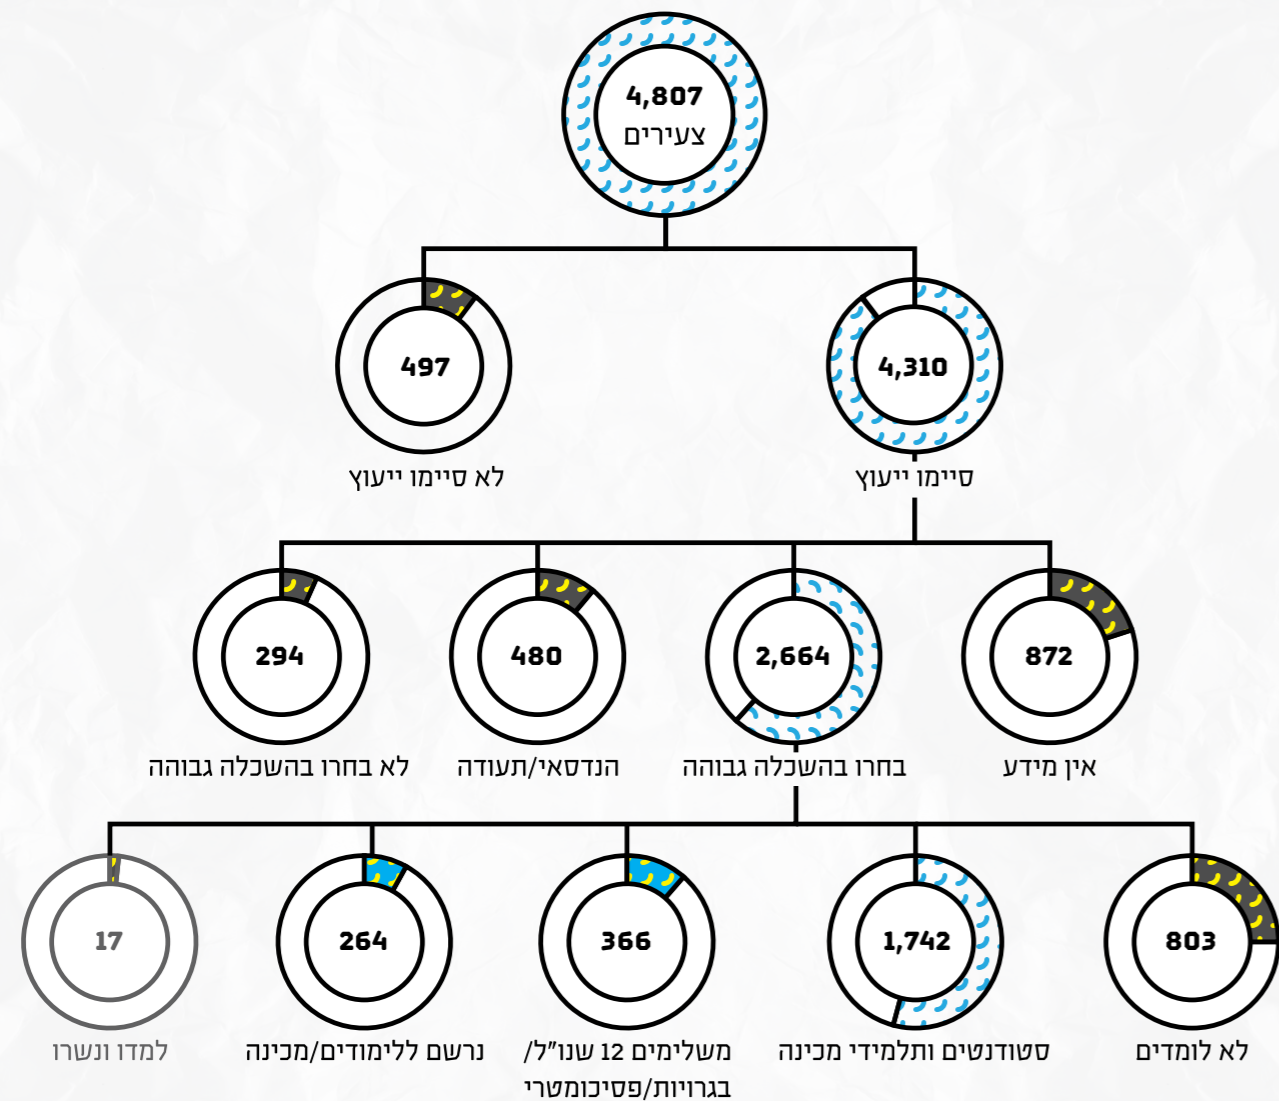 4,807
צעירים
4,310
סיימו ייעוץ
497
לא סיימו ייעוץ
872
אין מידע
2,664
בחרו בהשכלה גבוהה
480
הנדסאי/תעודה
294
לא בחרו בהשכלה גבוהה
803
לא לומדים
1,742
סטודנטים ותלמידי מכינה
366
משלימים 12 שנו"ל/
בגרויות/פסיכומטרי
264
נרשם ללימודים/מכינה
17
למדו ונשרו